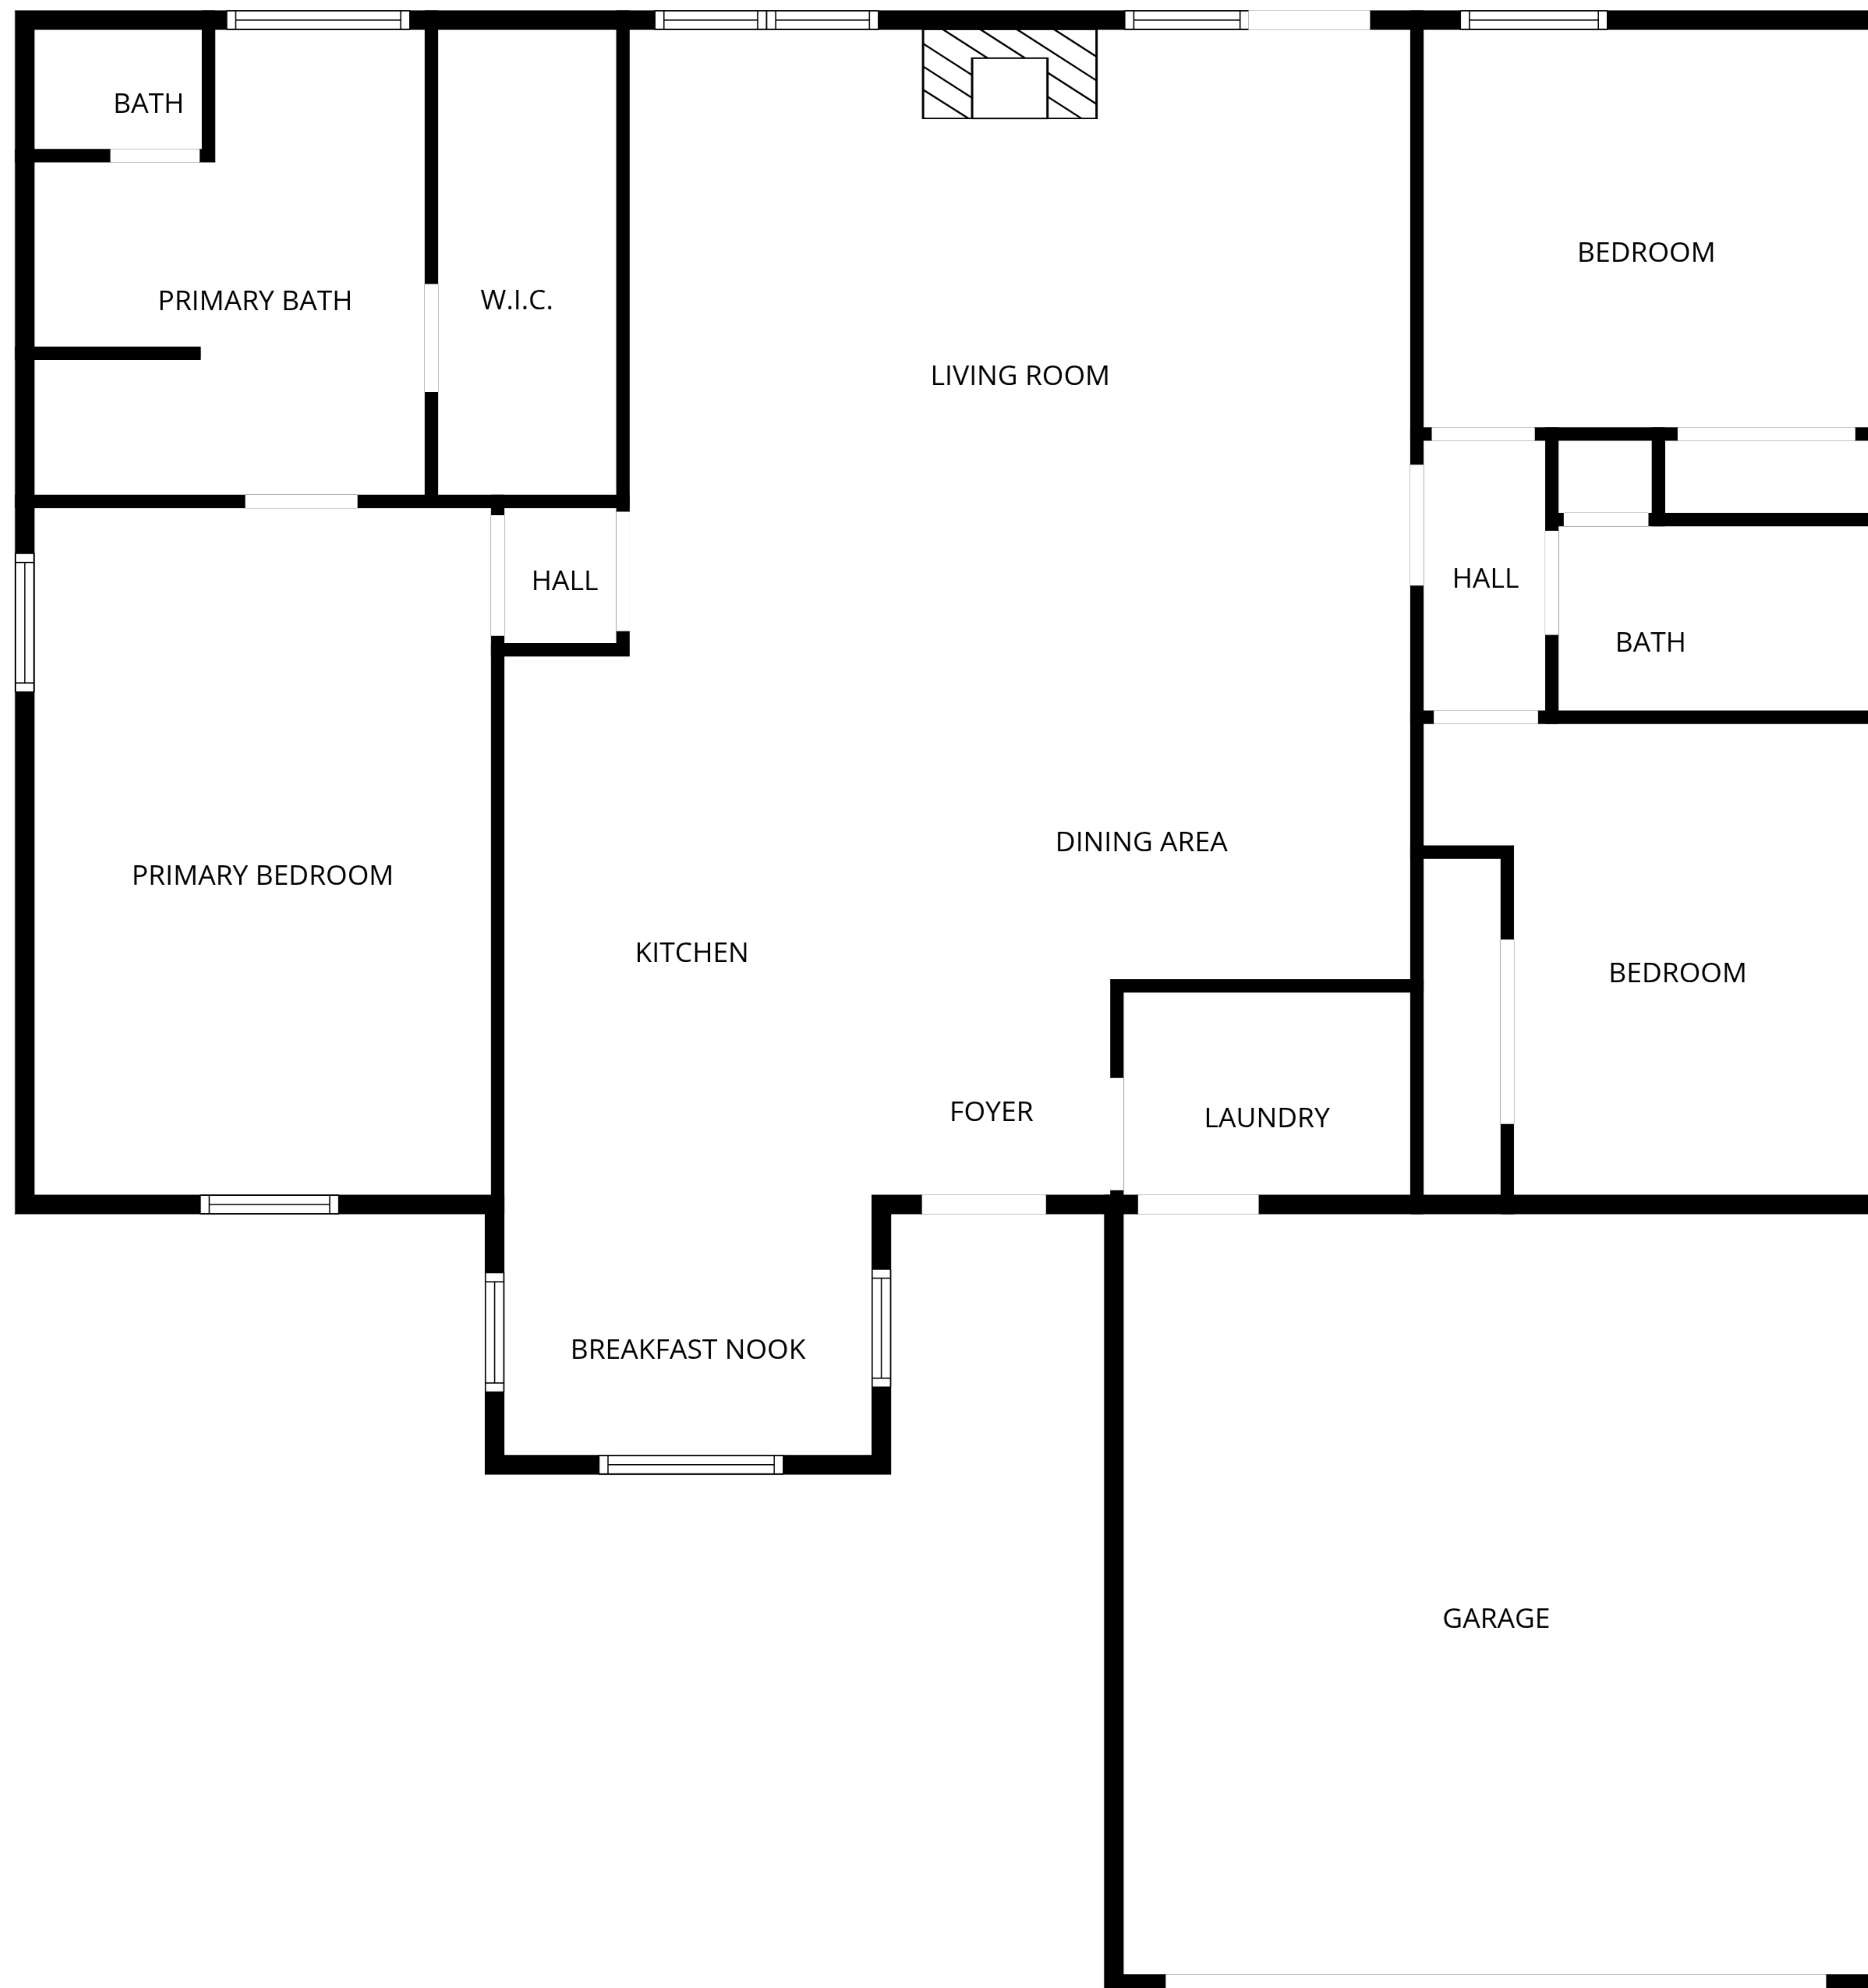 BATH
BEDROOM
PRIMARY BATH
W.I.C.
LIVING ROOM
HALL
HALL
BATH
DINING AREA
PRIMARY BEDROOM
KITCHEN
BEDROOM
FOYER
LAUNDRY
BREAKFAST NOOK
GARAGE